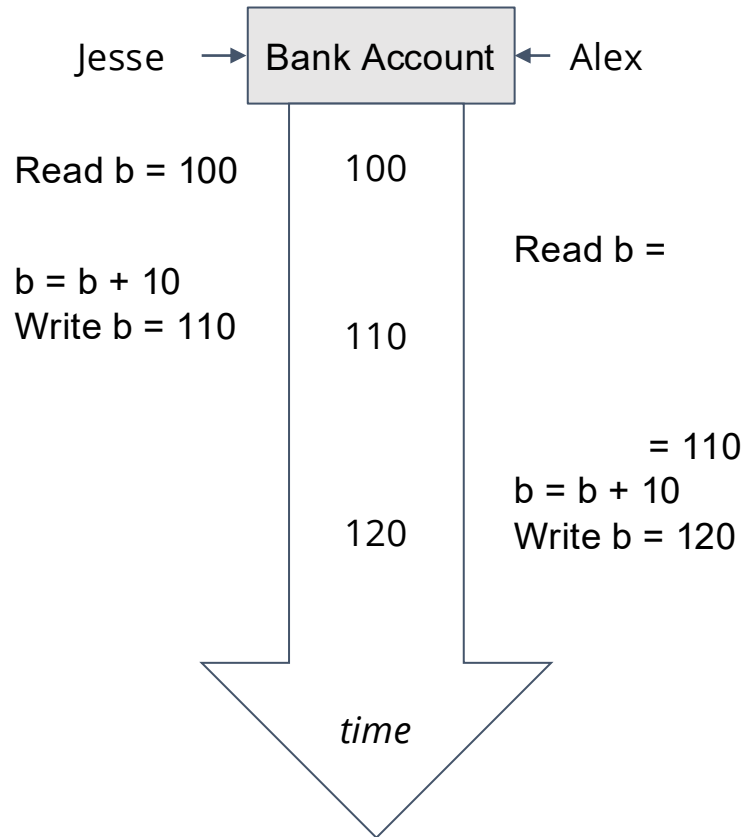 Jesse
Bank Account
Alex
Read b = 100
100
Read b =
b = b + 10
Write b = 110
110
= 110
b = b + 10
Write b = 120
120
time